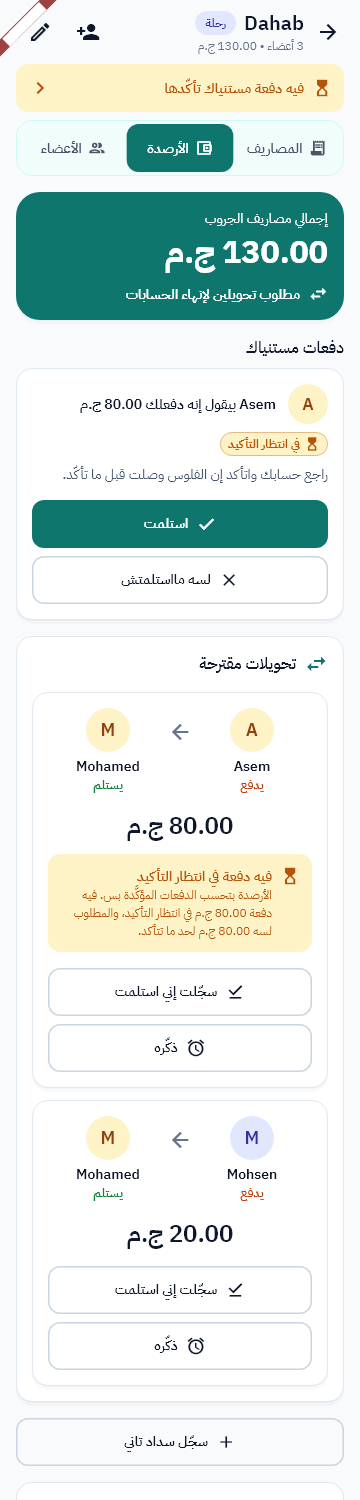 Dahab رحلة
3 أعضاء • 130.00 ج.م
فيه دفعة مستنياك تأكّدها
المصاريف
الأرصدة
الأعضاء
إجمالي مصاريف الجروب
130.00 ج.م
مطلوب تحويلين لإنهاء الحسابات
دفعات مستنياك
A
Asem بيقول إنه دفعلك 80.00 ج.م
في انتظار التأكيد
راجع حسابك واتأكد إن الفلوس وصلت قبل ما تأكّد.
استلمت
لسه مااستلمتش
تحويلات مقترحة
A
M
Asem
Mohamed
يدفع
يستلم
80.00 ج.م
فيه دفعة في انتظار التأكيد
الأرصدة بتحسب الدفعات المؤكَّدة بس. فيه
دفعة 80.00 ج.م في انتظار التأكيد، والمطلوب
لسه 80.00 ج.م لحد ما تتأكد.
سجّلت إني استلمت
ذكّره
M
M
Mohsen
Mohamed
يدفع
يستلم
20.00 ج.م
سجّلت إني استلمت
ذكّره
سجّل سداد تاني